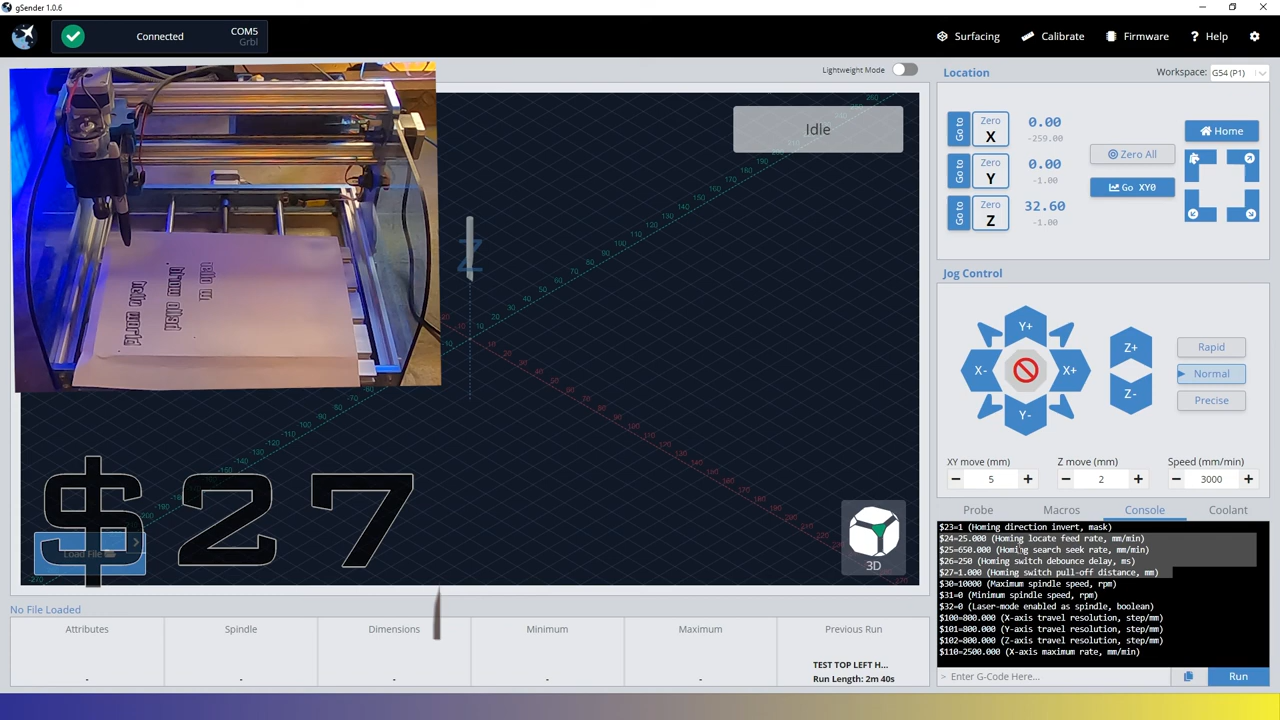 gSender 1.0.6
Connected
COM5
Grbl
Surfacing
Calibrate
Firmware
? Help
Lightweight Mode
Idle
Location
Workspace: G54 (P1)
Go to Zero X 0.00 -259.00
Go to Zero Y 0.00 -1.00
Go to Zero Z 32.60 -1.00
Zero All
Go XY0
Home
Jog Control
Y+
X-
X+
Y-
Z+
Z-
Rapid
Normal
Precise
XY move (mm)
Z move (mm)
Speed (mm/min)
− 5 +
− 2 +
− 3000 +
Probe
Macros
Console
Coolant
$23=1 (Homing direction invert, mask)
$24=25.000 (Homing locate feed rate, mm/min)
$25=650.000 (Homing search seek rate, mm/min)
$26=250 (Homing switch debounce delay, ms)
$27=1.000 (Homing switch pull-off distance, mm)
$30=10000 (Maximum spindle speed, rpm)
$31=0 (Minimum spindle speed, rpm)
$32=0 (Laser-mode enabled as spindle, boolean)
$100=800.000 (X-axis travel resolution, step/mm)
$101=800.000 (Y-axis travel resolution, step/mm)
$102=800.000 (Z-axis travel resolution, step/mm)
$110=2500.000 (X-axis maximum rate, mm/min)
> Enter G-Code Here...
Run
hello world
Z
$27
Load File
3D
No File Loaded
Attributes
Spindle
Dimensions
Minimum
Maximum
Previous Run
-
-
-
-
-
TEST TOP LEFT H...
Run Length: 2m 40s